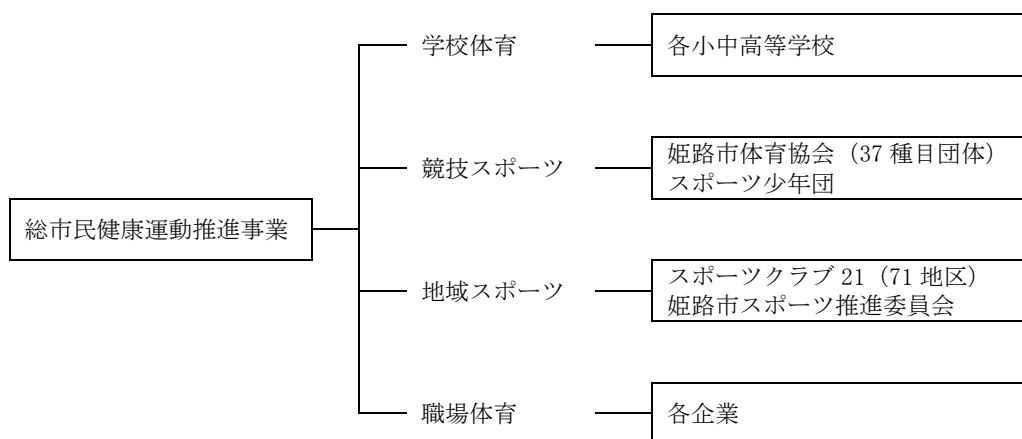 学校体育
各小中高等学校
競技スポーツ
姫路市体育協会（37 種目団体）
スポーツ少年団
総市民健康運動推進事業
地域スポーツ
スポーツクラブ 21（71 地区）
姫路市スポーツ推進委員会
職場体育
各企業